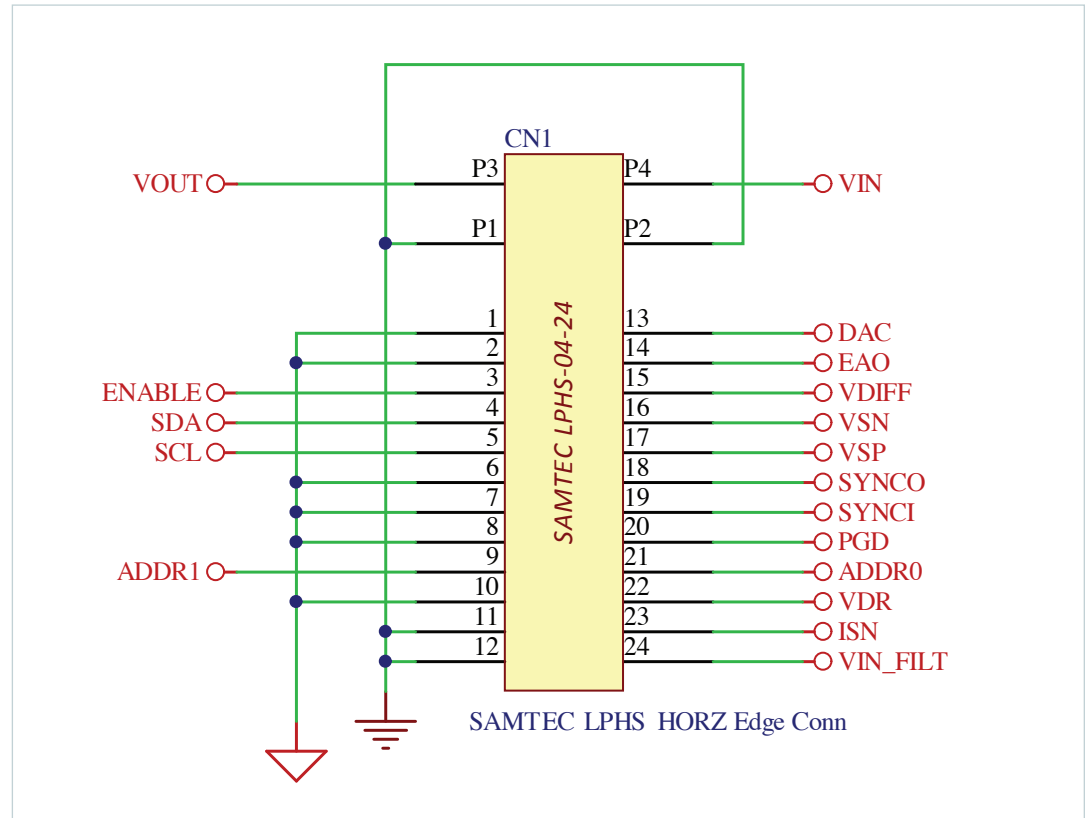 CN1
VOUT P3 P4 VIN
P1 P2
1 13 DAC
2 14 EAO
ENABLE 3 15 VDIFF
SDA 4 16 VSN
SCL 5 17 VSP
6 18 SYNCO
7 19 SYNCI
8 20 PGD
ADDR1 9 21 ADDR0
10 22 VDR
11 23 ISN
12 24 VIN_FILT
SAMTEC LPHS-04-24
SAMTEC LPHS HORZ Edge Conn